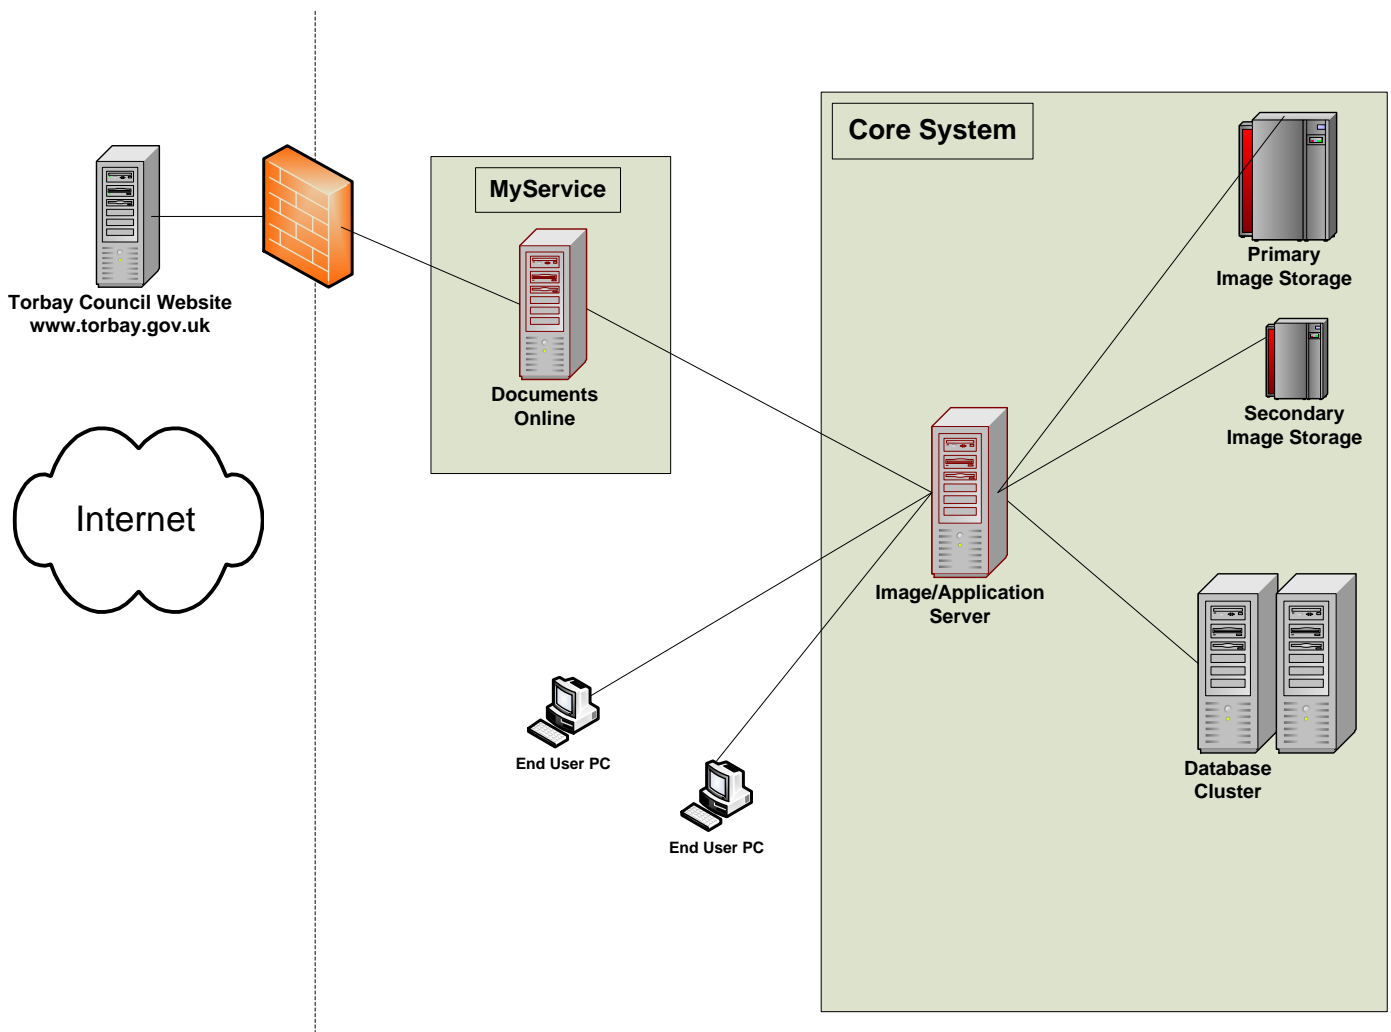 Core System
MyService
Primary
Image Storage
Torbay Council Website
www.torbay.gov.uk
Documents
Online
Secondary
Image Storage
Internet
Image/Application
Server
End User PC
Database
Cluster
End User PC